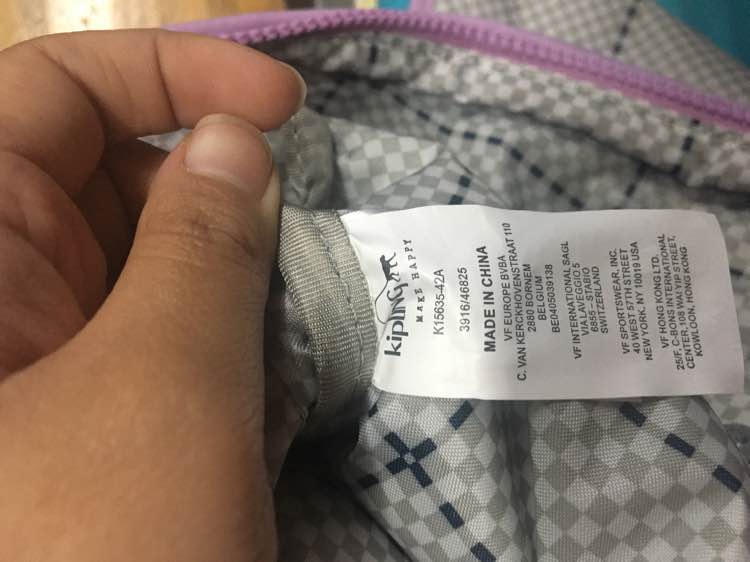 kipling
MAKE HAPPY
K15635-42A
3916/46825
MADE IN CHINA
VF EUROPE BVBA
C. VAN KERCKHOVENSTRAAT 110
2880 BORNEM
BELGIUM
BE0405039138
VF INTERNATIONAL SAGL
VIA LAVEGGIO 5
6855 - STABIO
SWITZERLAND
VF SPORTSWEAR, INC.
40 WEST 57TH STREET
NEW YORK. NY 10019 USA
VF HONG KONG LTD.
25/F, C-BONS INTERNATIONAL
CENTER, 108 WAI YIP STREET,
KOWLOON, HONG KONG